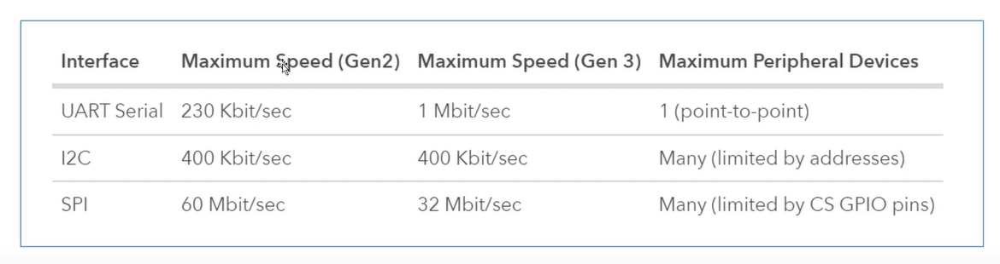 Interface Maximum Speed (Gen2) Maximum Speed (Gen 3) Maximum Peripheral Devices
UART Serial 230 Kbit/sec 1 Mbit/sec 1 (point-to-point)
I2C 400 Kbit/sec 400 Kbit/sec Many (limited by addresses)
SPI 60 Mbit/sec 32 Mbit/sec Many (limited by CS GPIO pins)